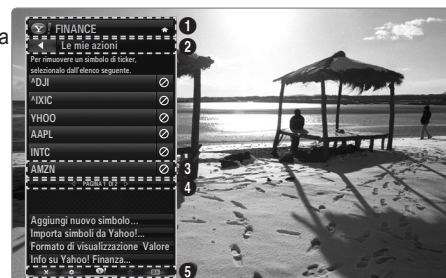 a
Y! FINANCE
1
Le mie azioni
2
Per rimuovere un simbolo di ticker,
selezionarlo dall'elenco seguente.
^DJI
^IXIC
YHOO
AAPL
INTC
AMZN
3
< PAGINA 1 DI 2 >
4
Aggiungi nuovo simbolo...
Importa simboli da Yahoo!...
Formato di visualizzazione Valore
Info su Yahoo! Finanza...
5